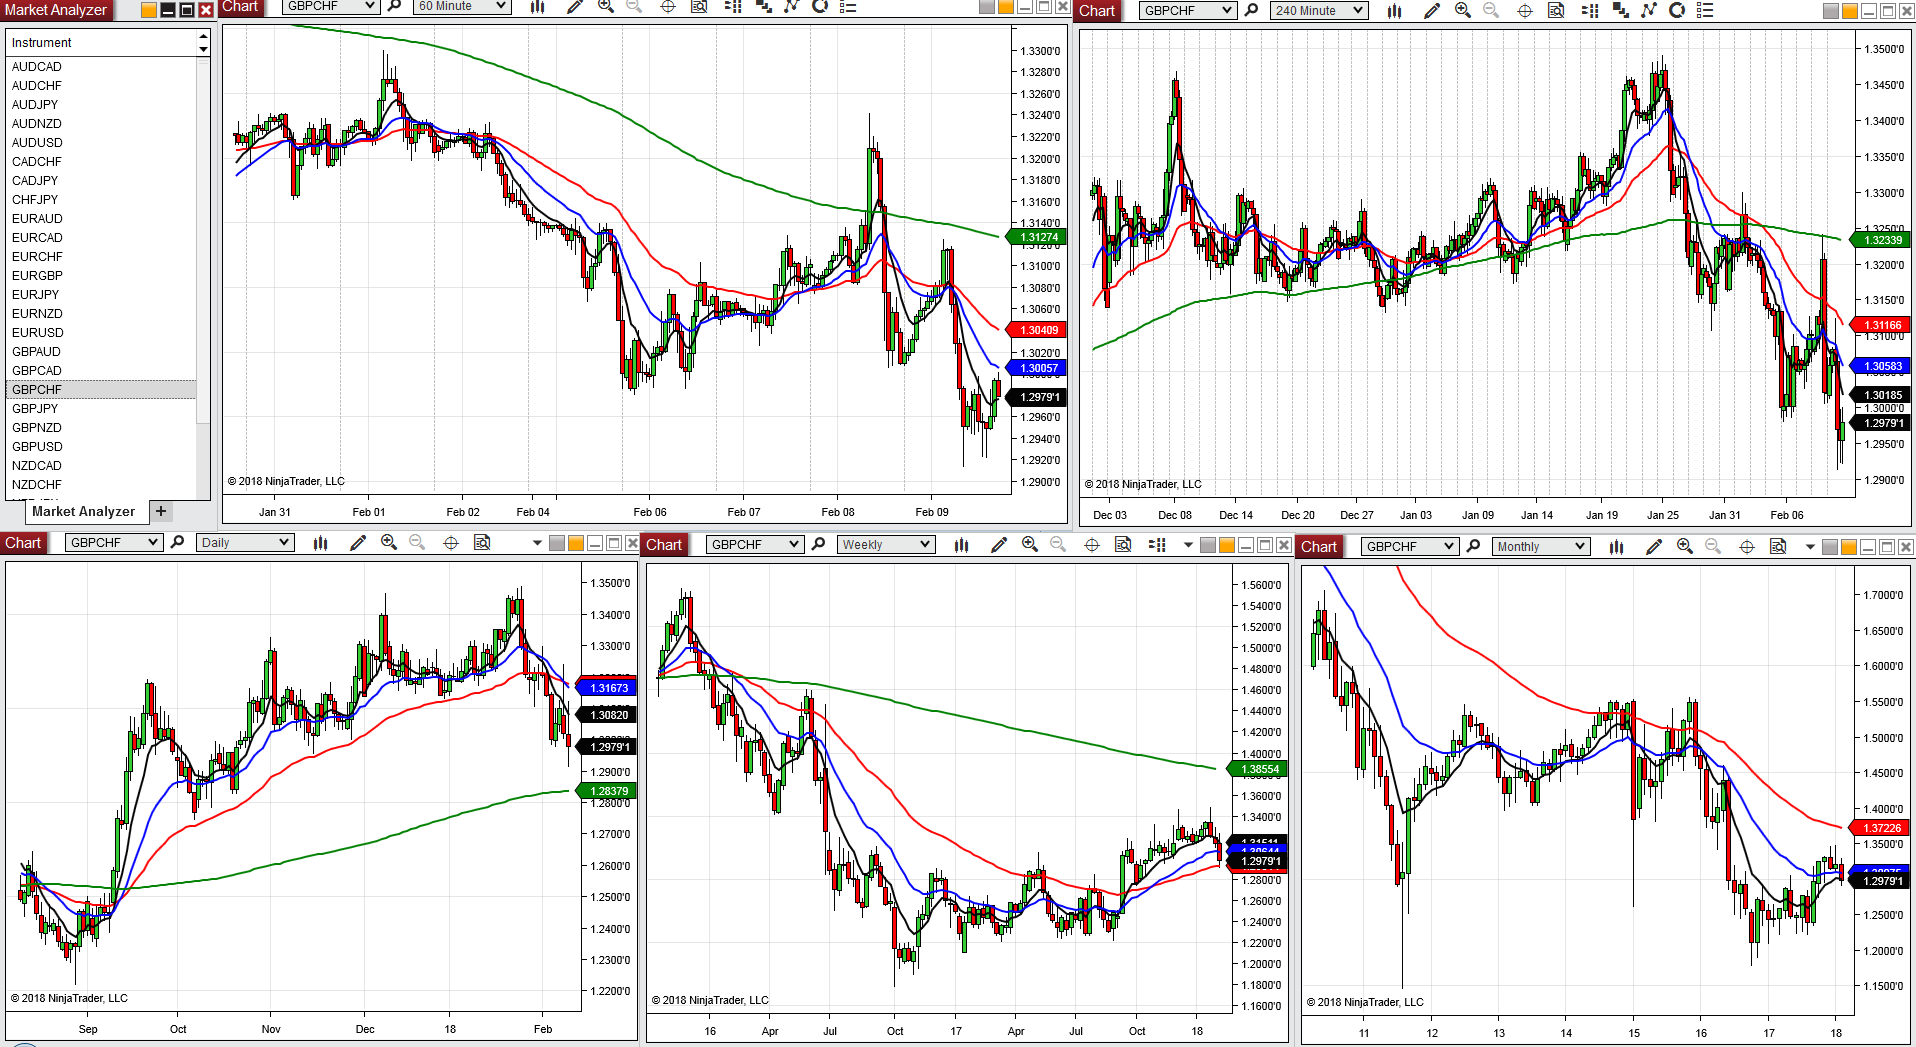 Market Analyzer
Instrument
AUDCAD
AUDCHF
AUDJPY
AUDNZD
AUDUSD
CADCHF
CADJPY
CHFJPY
EURAUD
EURCAD
EURCHF
EURGBP
EURJPY
EURNZD
EURUSD
GBPAUD
GBPCAD
GBPCHF
GBPJPY
GBPNZD
GBPUSD
NZDCAD
NZDCHF
Market Analyzer +
Chart GBPCHF 60 Minute
1.3300'0
1.3280'0
1.3260'0
1.3240'0
1.3220'0
1.3200'0
1.3180'0
1.3160'0
1.3140'0
1.31274
1.3120'0
1.3100'0
1.3080'0
1.3060'0
1.30409
1.3020'0
1.30057
1.2979'1
1.2960'0
1.2940'0
1.2920'0
1.2900'0
© 2018 NinjaTrader, LLC
Jan 31 Feb 01 Feb 02 Feb 04 Feb 06 Feb 07 Feb 08 Feb 09
Chart GBPCHF 240 Minute
1.3500'0
1.3450'0
1.3400'0
1.3350'0
1.3300'0
1.32339
1.3200'0
1.3150'0
1.31166
1.3100'0
1.30583
1.30185
1.3000'0
1.2979'1
1.2950'0
1.2900'0
© 2018 NinjaTrader, LLC
Dec 03 Dec 08 Dec 14 Dec 20 Dec 27 Jan 03 Jan 09 Jan 14 Jan 19 Jan 25 Jan 31 Feb 06
Chart GBPCHF Daily
1.3500'0
1.3400'0
1.3300'0
1.31673
1.30820
1.2979'1
1.2900'0
1.28379
1.2800'0
1.2700'0
1.2600'0
1.2500'0
1.2400'0
1.2300'0
1.2200'0
© 2018 NinjaTrader, LLC
Sep Oct Nov Dec 18 Feb
Chart GBPCHF Weekly
1.5600'0
1.5400'0
1.5200'0
1.5000'0
1.4800'0
1.4600'0
1.4400'0
1.4200'0
1.4000'0
1.38554
1.3600'0
1.3400'0
1.2979'1
1.2800'0
1.2600'0
1.2400'0
1.2200'0
1.2000'0
1.1800'0
1.1600'0
© 2018 NinjaTrader, LLC
16 Apr Jul Oct 17 Apr Jul Oct 18
Chart GBPCHF Monthly
1.7000'0
1.6500'0
1.6000'0
1.5500'0
1.5000'0
1.4500'0
1.4000'0
1.37226
1.3500'0
1.2979'1
1.2500'0
1.2000'0
1.1500'0
© 2018 NinjaTrader, LLC
11 12 13 14 15 16 17 18